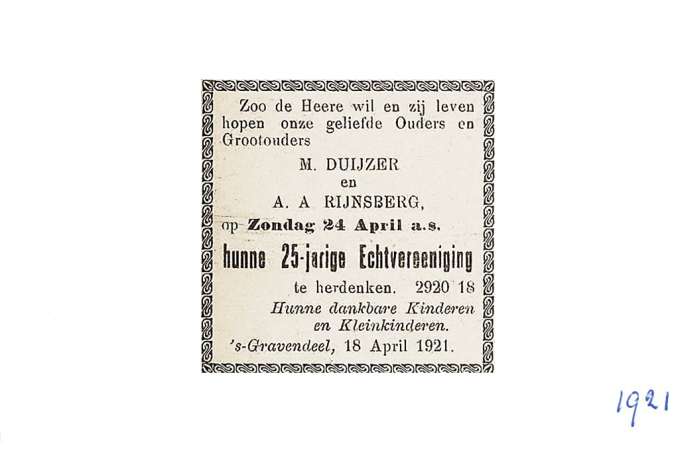 Zoo de Heere wil en zij leven
hopen onze geliefde Ouders en
Grootouders
M. DUIJZER
en
A. A RIJNSBERG,
op Zondag 24 April a.s.
hunne 25-jarige Echtvereeniging
te herdenken. 2920 18
Hunne dankbare Kinderen
en Kleinkinderen.
's-Gravendeel, 18 April 1921.
1921